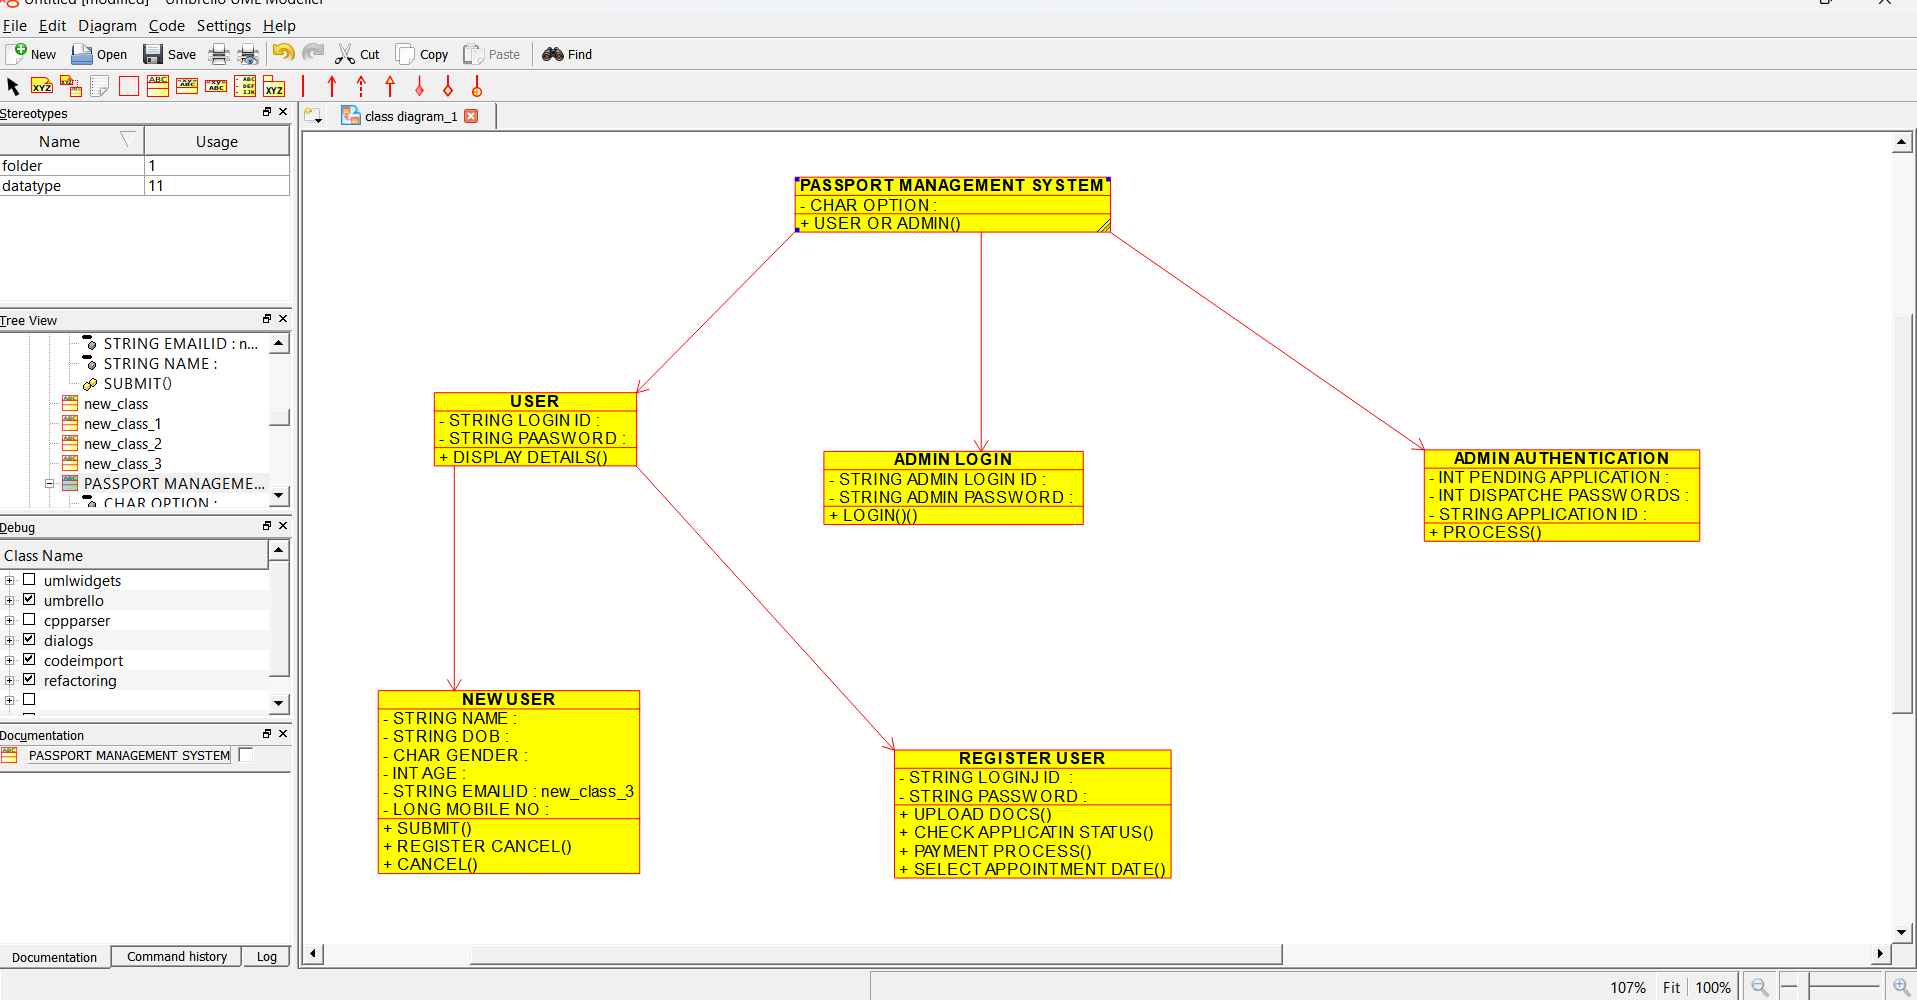 Untitled [modified] - Umbrello UML Modeller
File Edit Diagram Code Settings Help
New Open Save Cut Copy Paste Find
XYZ
Stereotypes
Name Usage
folder 1
datatype 11
Tree View
STRING EMAILID : n...
STRING NAME :
SUBMIT()
new_class
new_class_1
new_class_2
new_class_3
PASSPORT MANAGEME...
CHAR OPTION :
Debug
Class Name
umlwidgets
umbrello
cppparser
dialogs
codeimport
refactoring
Documentation
PASSPORT MANAGEMENT SYSTEM
Documentation Command history Log
class diagram_1
PASSPORT MANAGEMENT SYSTEM
- CHAR OPTION :
+ USER OR ADMIN()
USER
- STRING LOGIN ID :
- STRING PAASWORD :
+ DISPLAY DETAILS()
ADMIN LOGIN
- STRING ADMIN LOGIN ID :
- STRING ADMIN PASSWORD :
+ LOGIN()()
ADMIN AUTHENTICATION
- INT PENDING APPLICATION :
- INT DISPATCHE PASSWORDS :
- STRING APPLICATION ID :
+ PROCESS()
NEW USER
- STRING NAME :
- STRING DOB :
- CHAR GENDER :
- INT AGE :
- STRING EMAILID : new_class_3
- LONG MOBILE NO :
+ SUBMIT()
+ REGISTER CANCEL()
+ CANCEL()
REGISTER USER
- STRING LOGINJ ID :
- STRING PASSWORD :
+ UPLOAD DOCS()
+ CHECK APPLICATIN STATUS()
+ PAYMENT PROCESS()
+ SELECT APPOINTMENT DATE()
107% Fit 100%